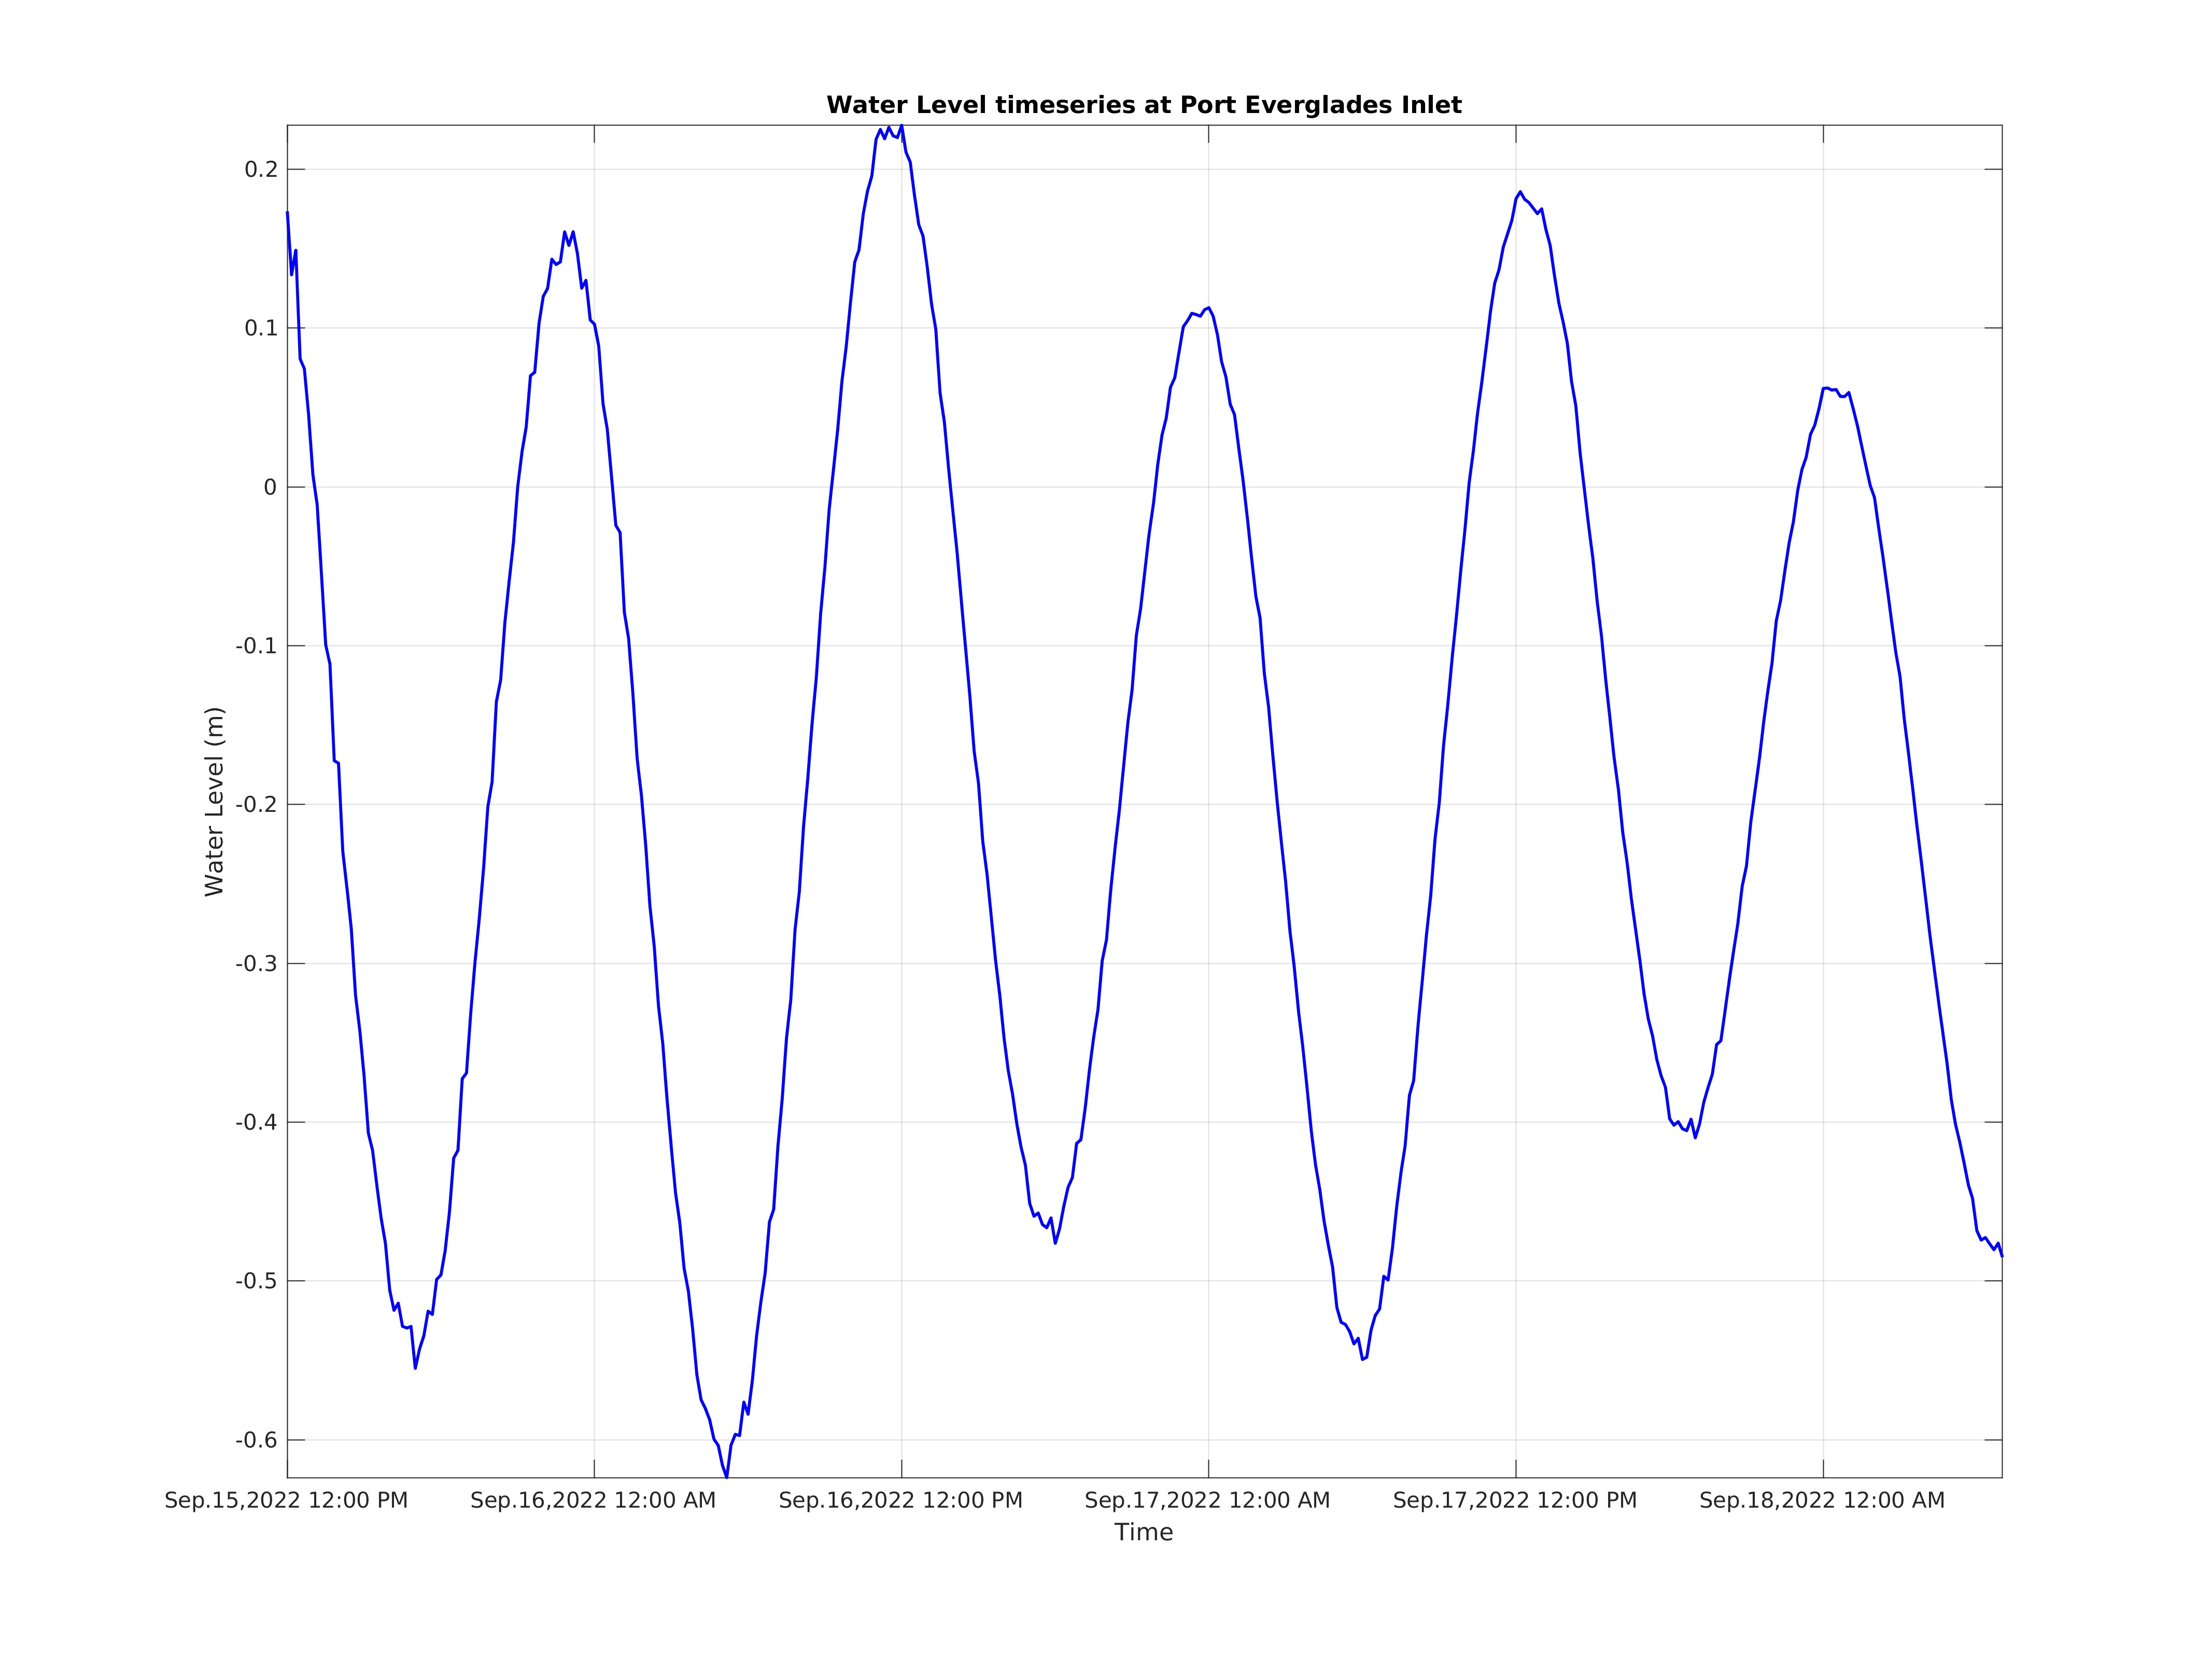 Water Level timeseries at Port Everglades Inlet
0.2
0.1
0
-0.1
-0.2
-0.3
-0.4
-0.5
-0.6
Water Level (m)
Sep.15,2022 12:00 PM Sep.16,2022 12:00 AM Sep.16,2022 12:00 PM Sep.17,2022 12:00 AM Sep.17,2022 12:00 PM Sep.18,2022 12:00 AM
Time